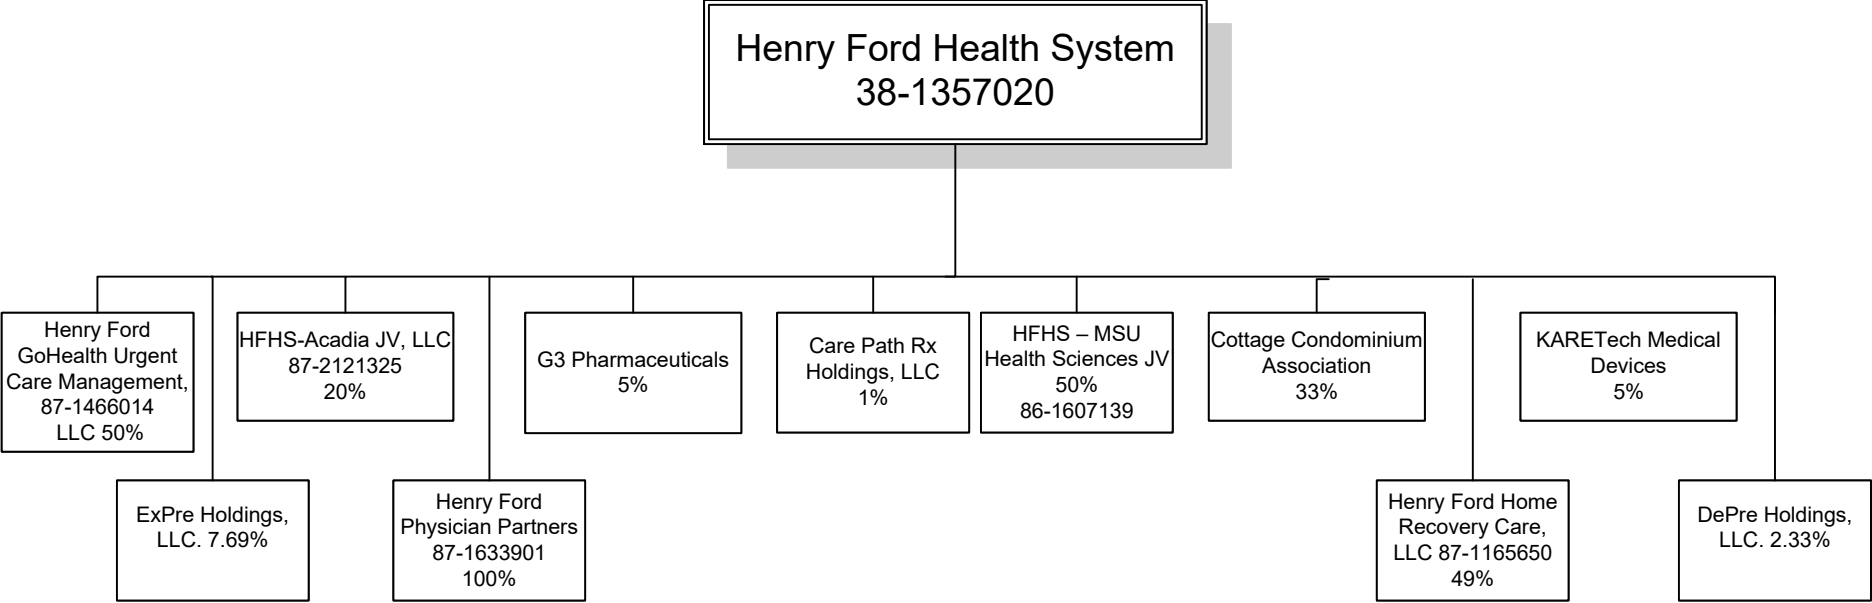 Henry Ford Health System
38-1357020
Henry Ford
GoHealth Urgent
Care Management,
87-1466014
LLC 50%
HFHS-Acadia JV, LLC
87-2121325
20%
G3 Pharmaceuticals
5%
Care Path Rx
Holdings, LLC
1%
HFHS – MSU
Health Sciences JV
50%
86-1607139
Cottage Condominium
Association
33%
KARETech Medical
Devices
5%
ExPre Holdings,
LLC. 7.69%
Henry Ford
Physician Partners
87-1633901
100%
Henry Ford Home
Recovery Care,
LLC 87-1165650
49%
DePre Holdings,
LLC. 2.33%